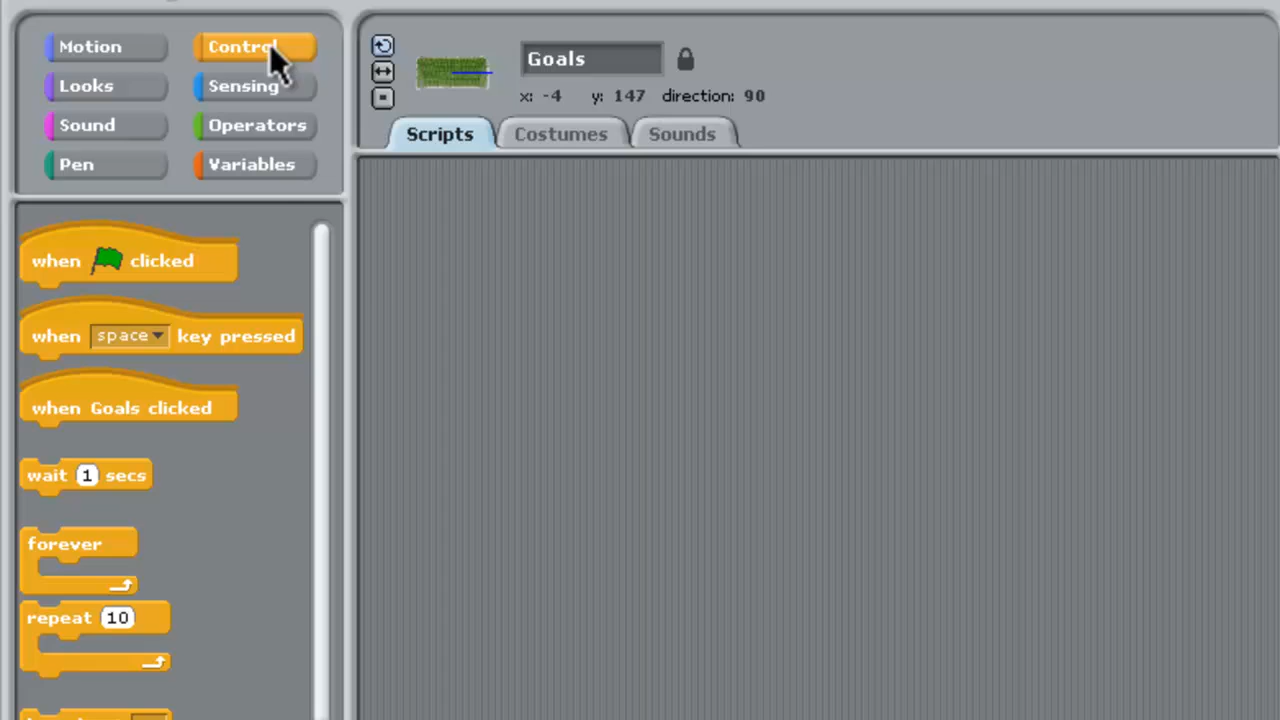 Motion
Control
Looks
Sensing
Sound
Operators
Pen
Variables
Goals
x: -4 y: 147 direction: 90
Scripts
Costumes
Sounds
when clicked
when space key pressed
when Goals clicked
wait 1 secs
forever
repeat 10